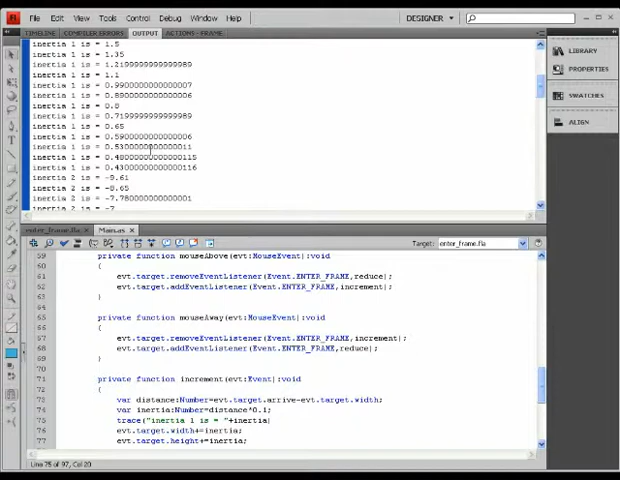 Fl File Edit View Insert Modify Text Commands Control Debug Window Help DESIGNER
TIMELINE COMPILER ERRORS OUTPUT ACTIONS - FRAME
inertia 1 is = 1.5
inertia 1 is = 1.35
inertia 1 is = 1.2199999999999989
inertia 1 is = 1.1
inertia 1 is = 0.9900000000000007
inertia 1 is = 0.8900000000000006
inertia 1 is = 0.8
inertia 1 is = 0.7199999999999989
inertia 1 is = 0.65
inertia 1 is = 0.5900000000000006
inertia 1 is = 0.5300000000000011
inertia 1 is = 0.48000000000000115
inertia 1 is = 0.43000000000000116
inertia 2 is = -9.61
inertia 2 is = -8.65
inertia 2 is = -7.780000000000001
inertia 2 is = -7
LIBRARY
PROPERTIES
SWATCHES
ALIGN
enter_frame.fla Main.as
Target: enter_frame.fla
59 private function mouseAbove(evt:MouseEvent):void
60 {
61 evt.target.removeEventListener(Event.ENTER_FRAME,reduce);
62 evt.target.addEventListener(Event.ENTER_FRAME,increment);
63 }
64
65 private function mouseAway(evt:MouseEvent):void
66 {
67 evt.target.removeEventListener(Event.ENTER_FRAME,increment);
68 evt.target.addEventListener(Event.ENTER_FRAME,reduce);
69 }
70
71 private function increment(evt:Event):void
72 {
73 var distance:Number=evt.target.arrive-evt.target.width;
74 var inertia:Number=distance*0.1;
75 trace("inertia 1 is = "+inertia)
76 evt.target.width+=inertia;
77 evt.target.height+=inertia;
Line 75 of 97, Col 20